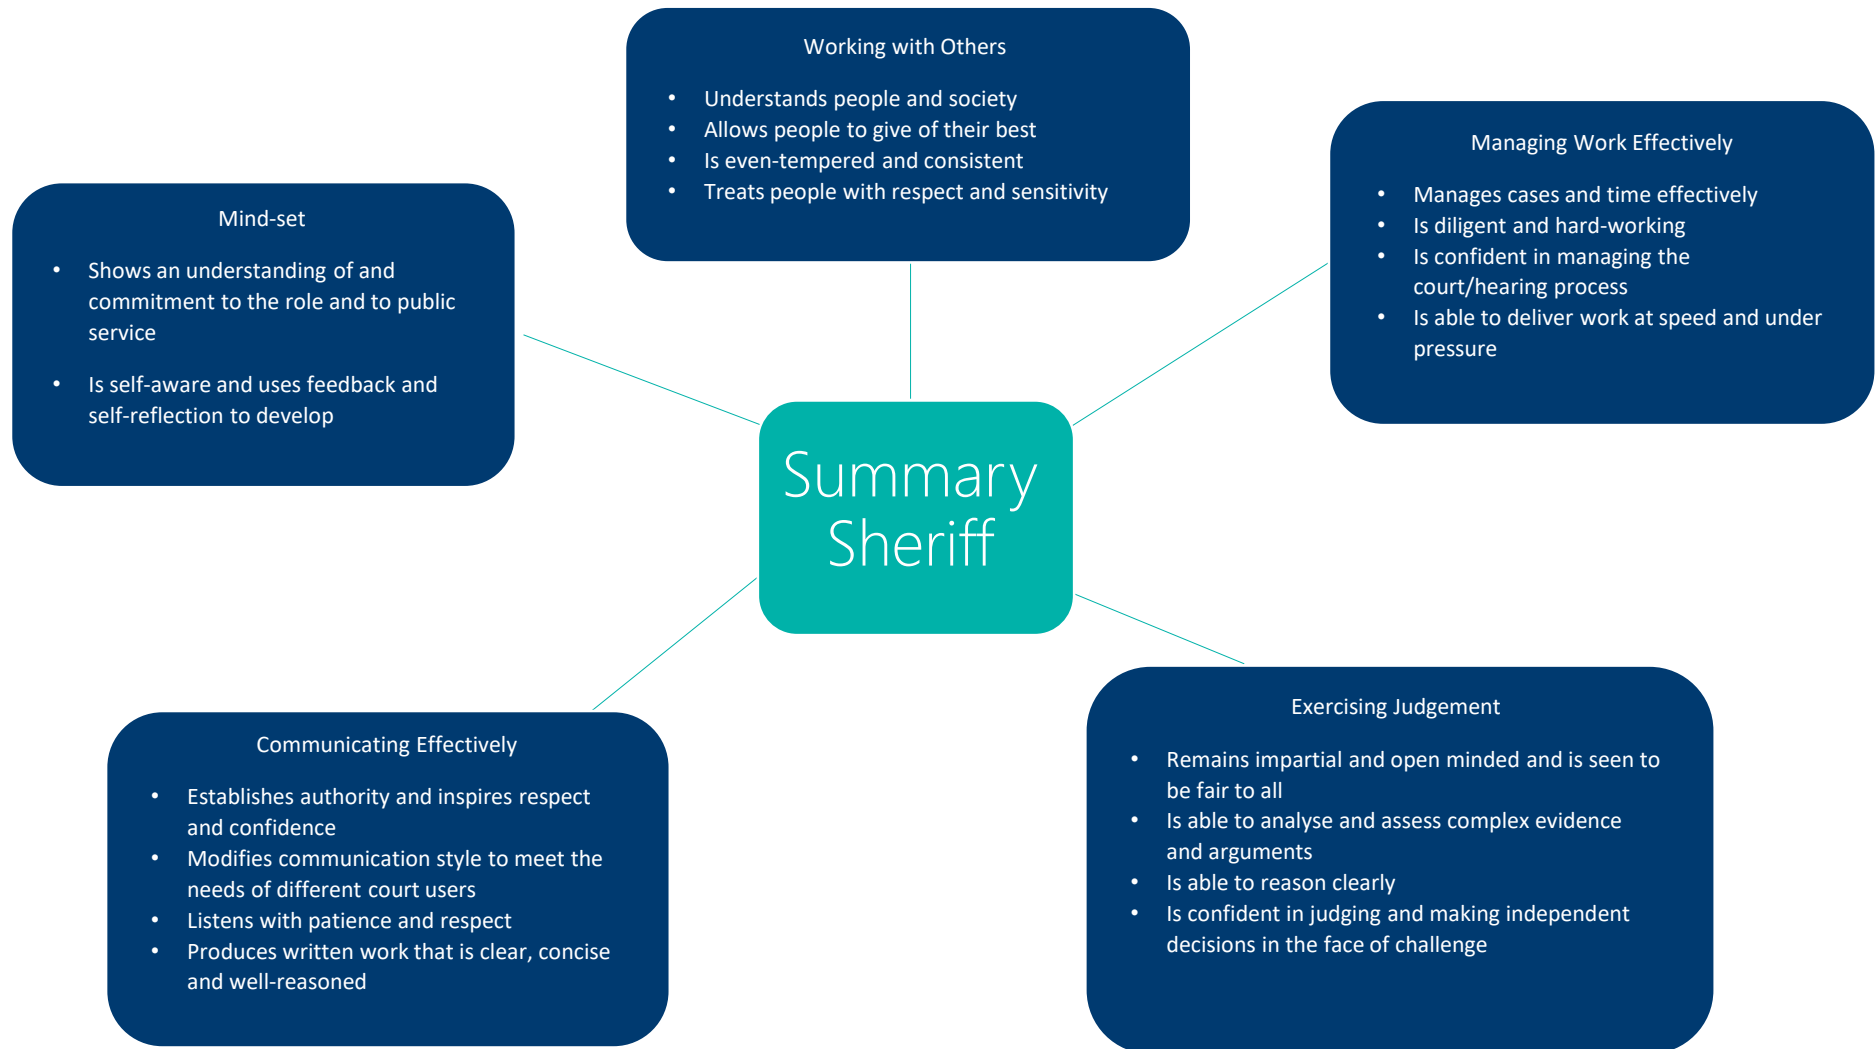 Working with Others
• Understands people and society
• Allows people to give of their best
• Is even-tempered and consistent
• Treats people with respect and sensitivity
Managing Work Effectively
• Manages cases and time effectively
• Is diligent and hard-working
• Is confident in managing the
court/hearing process
• Is able to deliver work at speed and under
pressure
Mind-set
• Shows an understanding of and
commitment to the role and to public
service
• Is self-aware and uses feedback and
self-reflection to develop
Summary
Sheriff
Communicating Effectively
• Establishes authority and inspires respect
and confidence
• Modifies communication style to meet the
needs of different court users
• Listens with patience and respect
• Produces written work that is clear, concise
and well-reasoned
Exercising Judgement
• Remains impartial and open minded and is seen to
be fair to all
• Is able to analyse and assess complex evidence
and arguments
• Is able to reason clearly
• Is confident in judging and making independent
decisions in the face of challenge